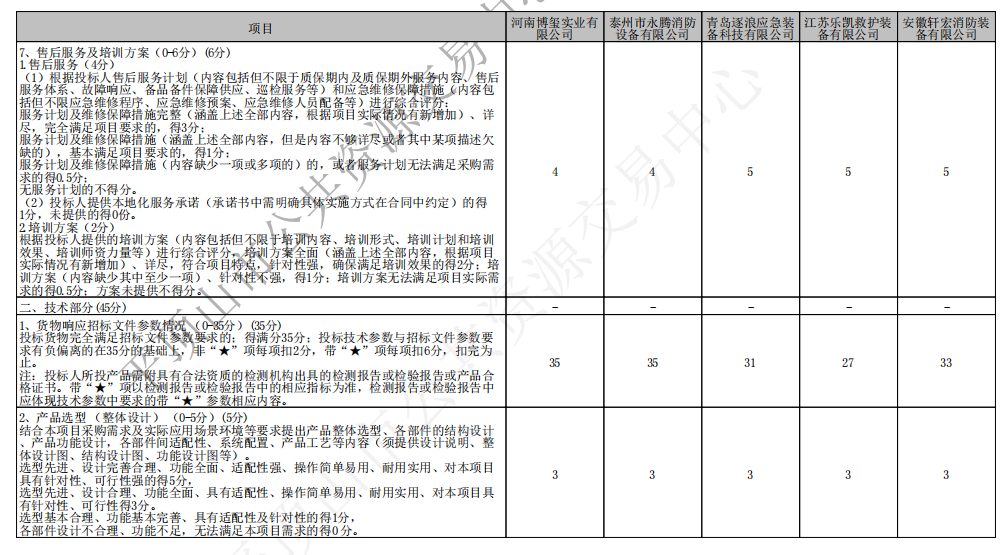 项目
河南博玺实业有
限公司
泰州市永腾消防
设备有限公司
青岛逐浪应急装
备科技有限公司
江苏乐凯救护装
备有限公司
安徽轩宏消防装
备有限公司
7、售后服务及培训方案（0-6分）(6分)
1.售后服务（4分）
（1）根据投标人售后服务计划（内容包括但不限于质保期内及质保期外服务内容、售后
服务体系、故障响应、备品备件保障供应、巡检服务等）和应急维修保障措施（内容包
括但不限应急维修程序、应急维修预案、应急维修人员配备等）进行综合评分：
服务计划及维修保障措施完整（涵盖上述全部内容，根据项目实际情况有新增加）、详
尽，完全满足项目要求的，得3分；
服务计划及维修保障措施（涵盖上述全部内容，但是内容不够详尽或者其中某项描述欠
缺的），基本满足项目要求的，得1分；
服务计划及维修保障措施（内容缺少一项或多项的）的，或者服务计划无法满足采购需
求的得0.5分；
无服务计划的不得分。
（2）投标人提供本地化服务承诺（承诺书中需明确具体实施方式在合同中约定）的得
1分，未提供的得0份。
2.培训方案（2分）
根据投标人提供的培训方案（内容包括但不限于培训内容、培训形式、培训计划和培训
效果、培训师资力量等）进行综合评分，培训方案全面（涵盖上述全部内容，根据项目
实际情况有新增加）、详尽，符合项目特点，针对性强，确保满足培训效果的得2分；培
训方案（内容缺少其中至少一项）、针对性不强，得1分；培训方案无法满足项目实际需
求的得0.5分；方案未提供不得分。
4 4 5 5 5
二、技术部分(45分) – – – – –
1、货物响应招标文件参数情况（0-35分）(35分)
投标货物完全满足招标文件参数要求的；得满分35分；投标技术参数与招标文件参数要
求有负偏离的在35分的基础上，非“★”项每项扣2分，带“★”项每项扣6分，扣完为
止。
注：投标人所投产品需附具有合法资质的检测机构出具的检测报告或检验报告或产品合
格证书。带“★”项以检测报告或检验报告中的相应指标为准，检测报告或检验报告中
应体现技术参数中要求的带“★”参数相应内容。
35 35 31 27 33
2、产品选型（整体设计）（0-5分）(5分)
结合本项目采购需求及实际应用场景环境等要求提出产品整体选型、各部件的结构设计
、产品功能设计，各部件间适配性、系统配置、产品工艺等内容（须提供设计说明、整
体设计图、结构设计图、功能设计图等）。
选型先进、设计完善合理、功能全面、适配性强、操作简单易用、耐用实用、对本项目
具有针对性、可行性强的得5分，
选型先进、设计合理、功能全面、具有适配性、操作简单易用、耐用实用、对本项目具
有针对性、可行性得3分。
选型基本合理、功能基本完善、具有适配性及针对性的得1分，
各部件设计不合理、功能不足，无法满足本项目需求的得0分。
3 3 3 3 3
平顶山市公共资源交易中心